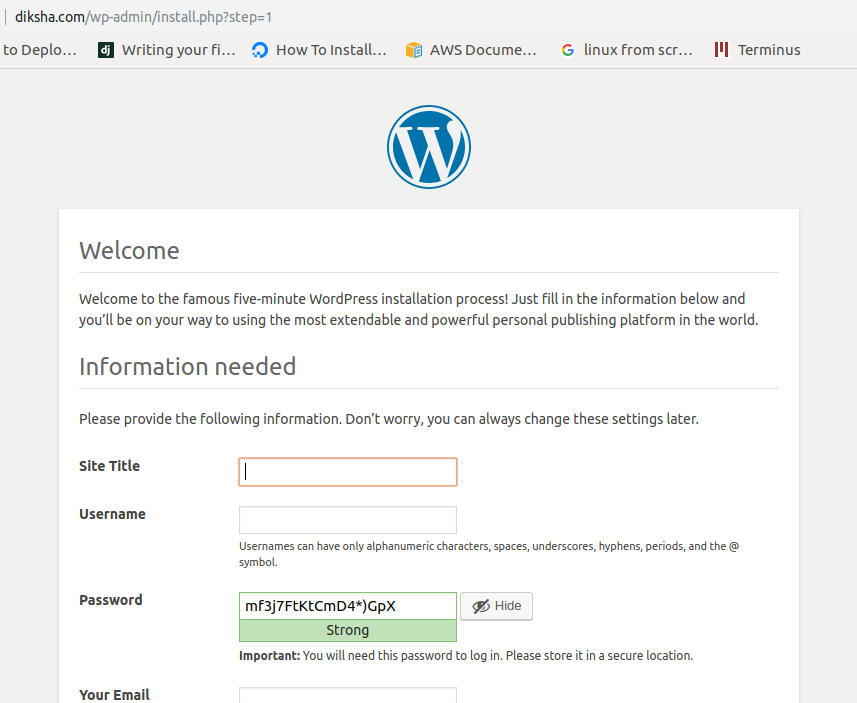 diksha.com/wp-admin/install.php?step=1
to Deplo... dj Writing your fi... How To Install... AWS Docume... G linux from scr... Terminus
W
Welcome
Welcome to the famous five-minute WordPress installation process! Just fill in the information below and
you’ll be on your way to using the most extendable and powerful personal publishing platform in the world.
Information needed
Please provide the following information. Don’t worry, you can always change these settings later.
Site Title
Username
Usernames can have only alphanumeric characters, spaces, underscores, hyphens, periods, and the @
symbol.
Password mf3j7FtKtCmD4*)GpX Hide
Strong
Important: You will need this password to log in. Please store it in a secure location.
Your Email